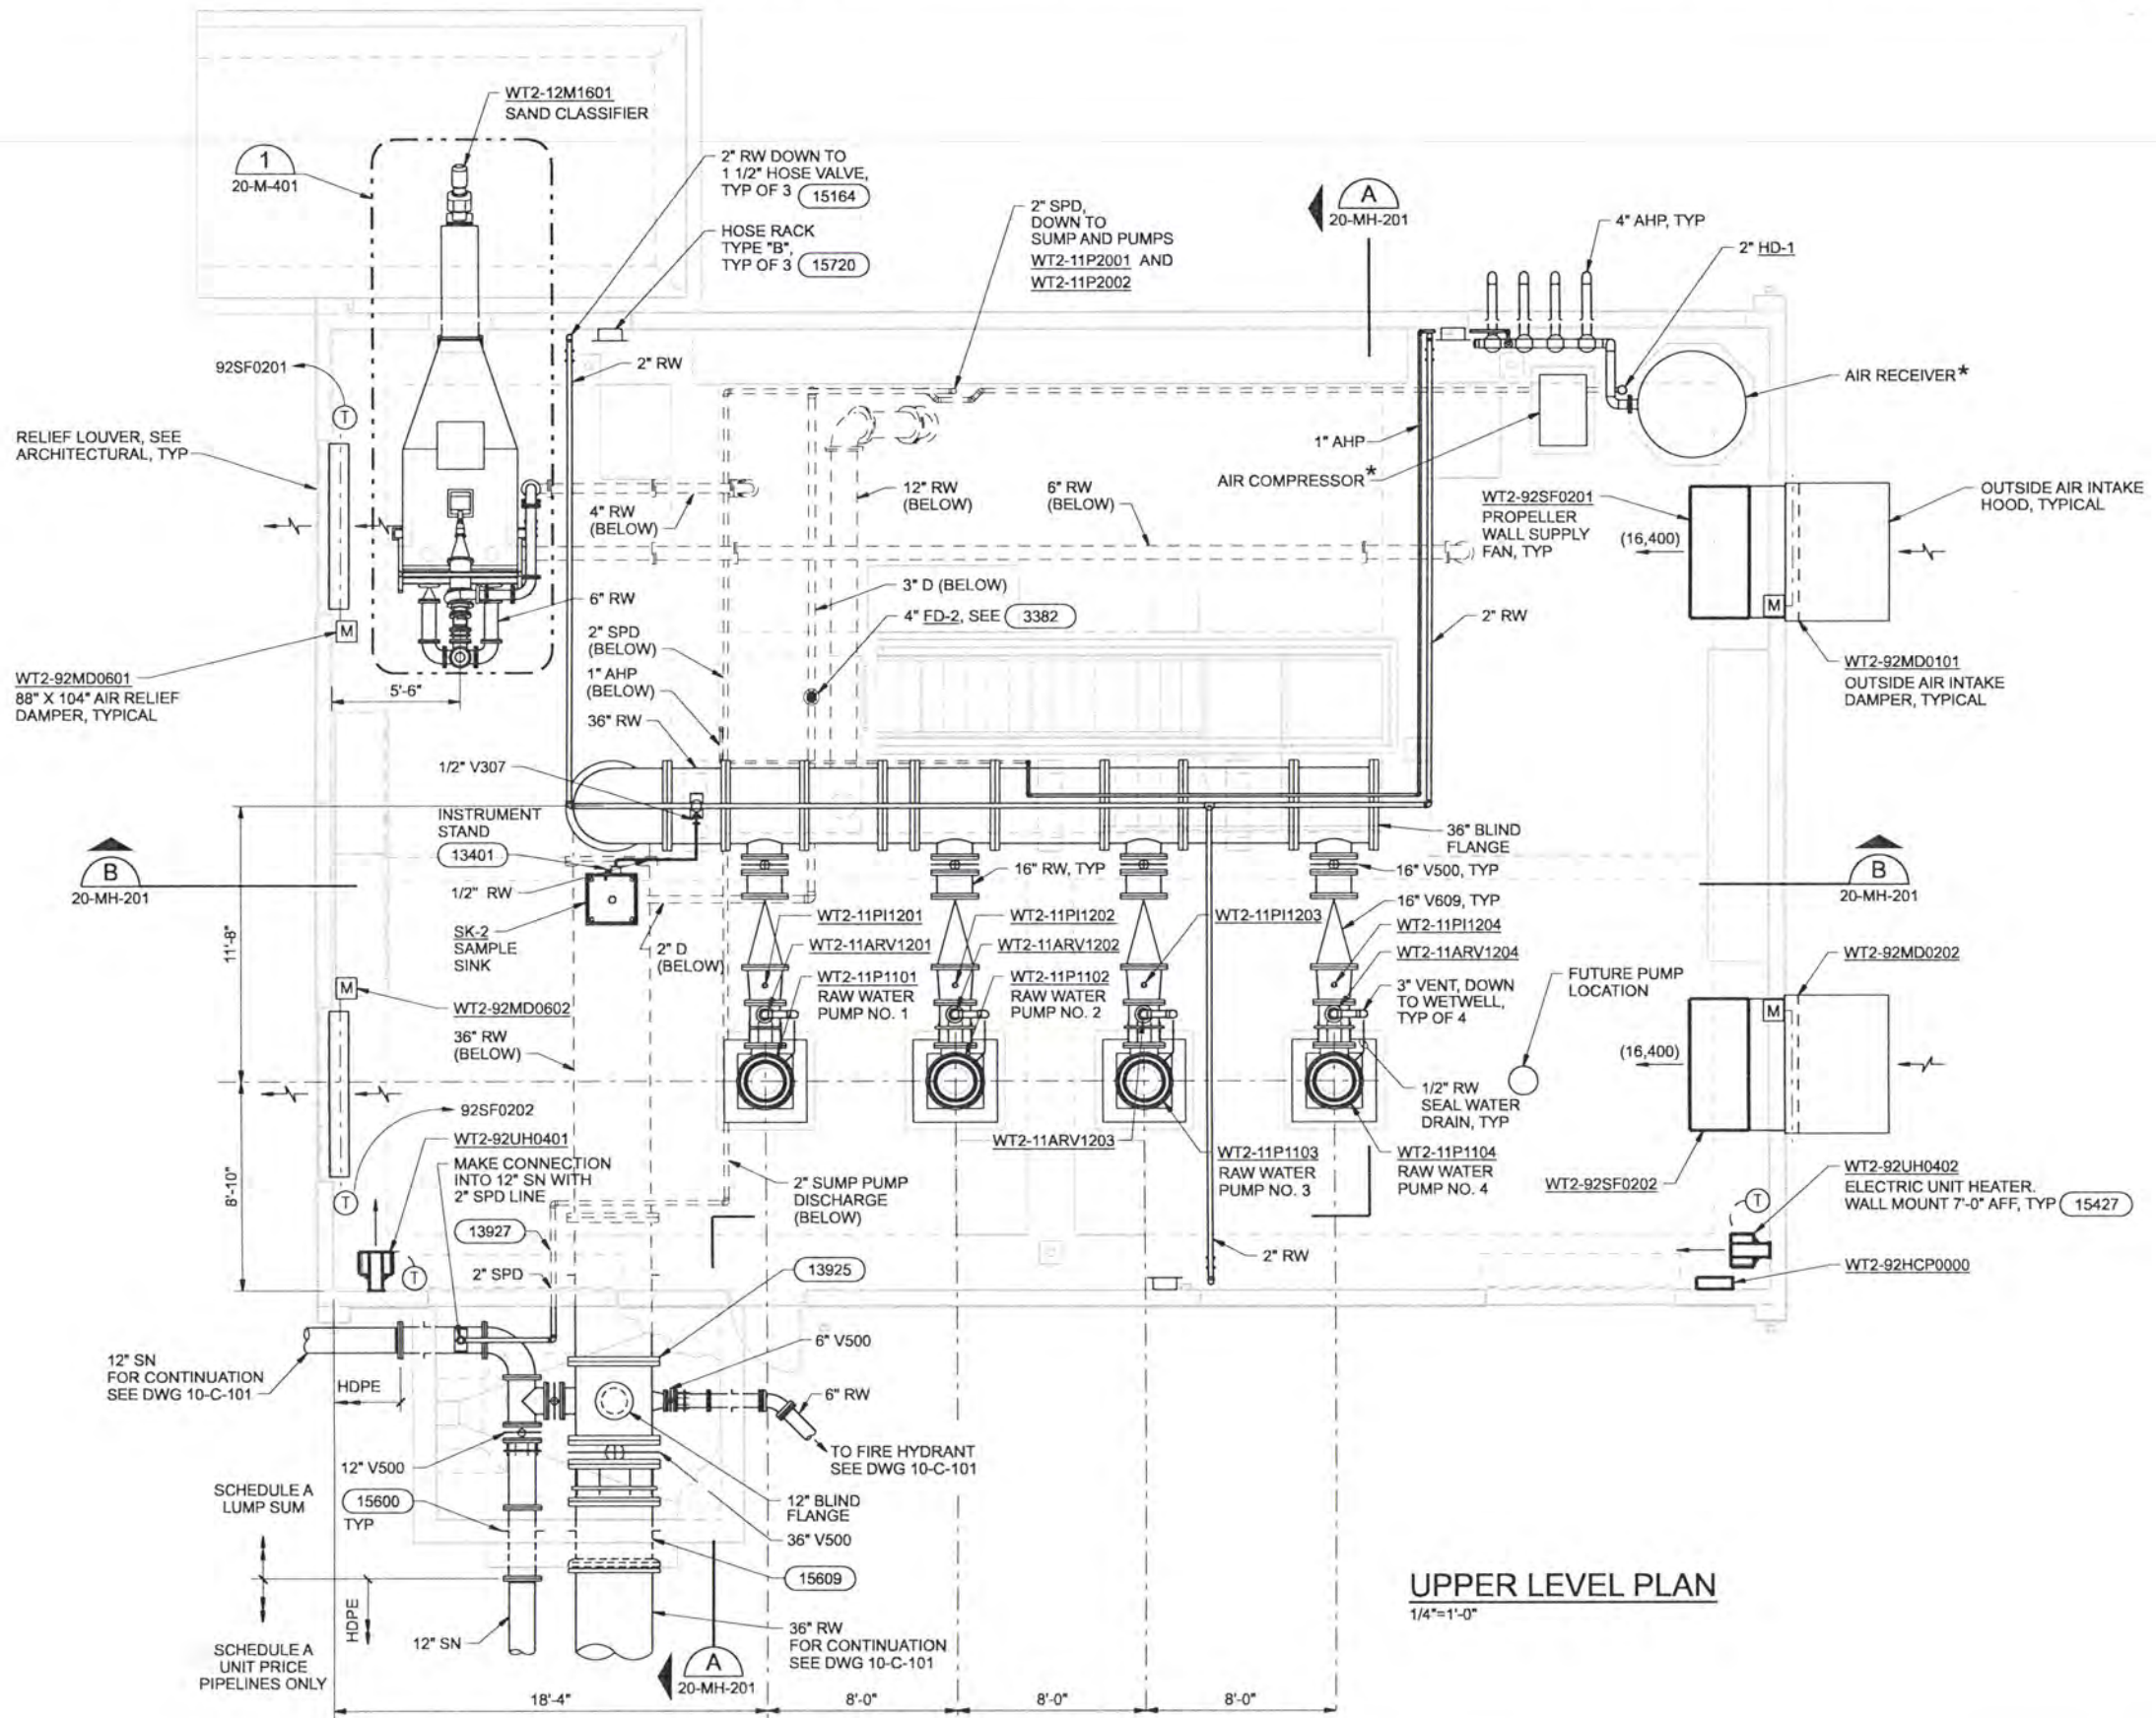 WT2-12M1601
SAND CLASSIFIER
1
20-M-401
2" RW DOWN TO
1 1/2" HOSE VALVE,
TYP OF 3 15164
HOSE RACK
TYPE "B",
TYP OF 3 15720
2" SPD,
DOWN TO
SUMP AND PUMPS
WT2-11P2001 AND
WT2-11P2002
A
20-MH-201
4" AHP, TYP
2" HD-1
92SF0201
T
2" RW
AIR RECEIVER*
RELIEF LOUVER, SEE
ARCHITECTURAL, TYP
1" AHP
AIR COMPRESSOR*
4" RW
(BELOW)
12" RW
(BELOW)
6" RW
(BELOW)
WT2-92SF0201
PROPELLER
WALL SUPPLY
FAN, TYP
(16,400)
OUTSIDE AIR INTAKE
HOOD, TYPICAL
M
3" D (BELOW)
6" RW
4" FD-2, SEE 3382
2" RW
M
2" SPD
(BELOW)
WT2-92MD0601
88" X 104" AIR RELIEF
DAMPER, TYPICAL
5'-6"
1" AHP
(BELOW)
WT2-92MD0101
OUTSIDE AIR INTAKE
DAMPER, TYPICAL
36" RW
1/2" V307
INSTRUMENT
STAND
13401
36" BLIND
FLANGE
B
20-MH-201
1/2" RW
16" RW, TYP
16" V500, TYP
B
20-MH-201
16" V609, TYP
SK-2
SAMPLE
SINK
11'-8"
2" D
(BELOW)
WT2-11PI1201
WT2-11PI1202
WT2-11PI1203
WT2-11PI1204
WT2-11ARV1201
WT2-11ARV1202
WT2-11ARV1204
WT2-92MD0202
WT2-11P1101
RAW WATER
PUMP NO. 1
WT2-11P1102
RAW WATER
PUMP NO. 2
3" VENT, DOWN
TO WETWELL,
TYP OF 4
FUTURE PUMP
LOCATION
M
WT2-92MD0602
M
36" RW
(BELOW)
(16,400)
1/2" RW
SEAL WATER
DRAIN, TYP
92SF0202
WT2-92UH0401
MAKE CONNECTION
INTO 12" SN WITH
2" SPD LINE
WT2-11ARV1203
WT2-11P1103
RAW WATER
PUMP NO. 3
WT2-11P1104
RAW WATER
PUMP NO. 4
WT2-92SF0202
WT2-92UH0402
ELECTRIC UNIT HEATER.
WALL MOUNT 7'-0" AFF, TYP 15427
8'-10"
T
2" SUMP PUMP
DISCHARGE
(BELOW)
T
13927
2" RW
T
2" SPD
13925
WT2-92HCP0000
12" SN
FOR CONTINUATION
SEE DWG 10-C-101
HDPE
6" V500
6" RW
TO FIRE HYDRANT
SEE DWG 10-C-101
12" V500
SCHEDULE A
LUMP SUM
15600
TYP
12" BLIND
FLANGE
36" V500
15609
HDPE
UPPER LEVEL PLAN
1/4"=1'-0"
12" SN
36" RW
FOR CONTINUATION
SEE DWG 10-C-101
SCHEDULE A
UNIT PRICE
PIPELINES ONLY
A
20-MH-201
18'-4"
8'-0"
8'-0"
8'-0"